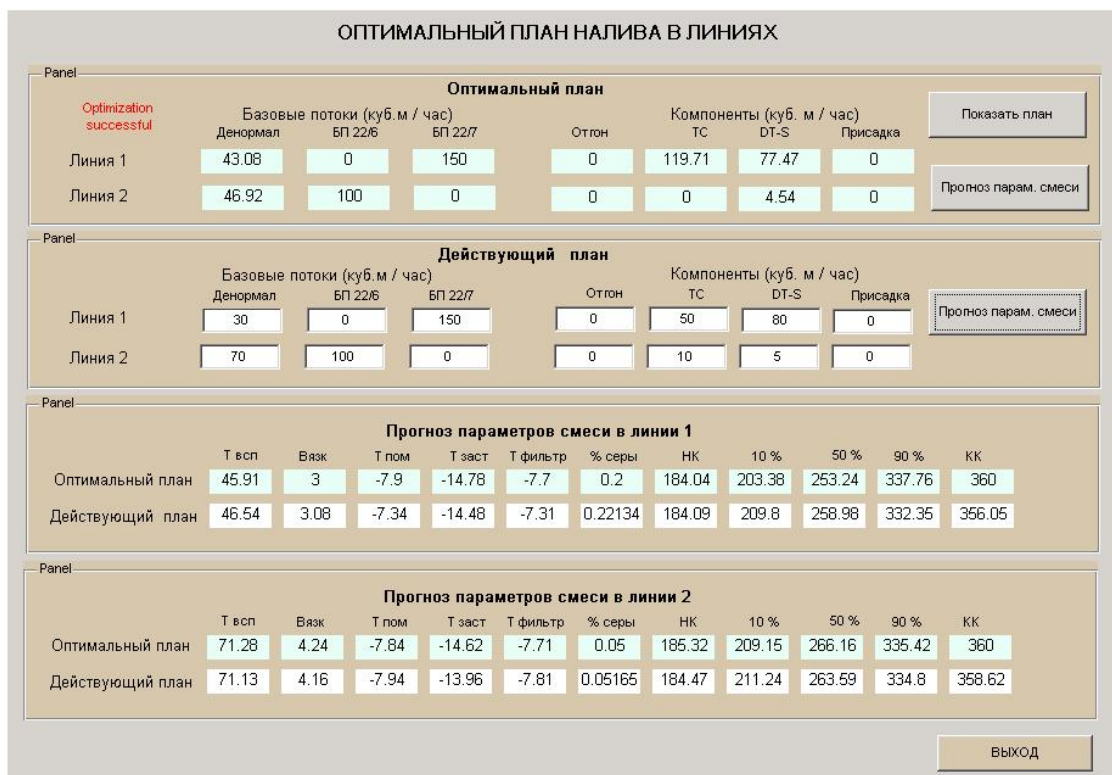 ОПТИМАЛЬНЫЙ ПЛАН НАЛИВА В ЛИНИЯХ
Panel
Оптимальный план
Optimization
successful
Базовые потоки (куб.м / час)
Компоненты (куб. м / час)
Показать план
Денормал БП 22/6 БП 22/7 Отгон ТС DT-S Присадка
Линия 1 43.08 0 150 0 119.71 77.47 0
Прогноз парам. смеси
Линия 2 46.92 100 0 0 0 4.54 0
Panel
Действующий план
Базовые потоки (куб.м / час) Компоненты (куб. м / час)
Денормал БП 22/6 БП 22/7 Отгон ТС DT-S Присадка
Линия 1 30 0 150 0 50 80 0 Прогноз парам. смеси
Линия 2 70 100 0 0 10 5 0
Panel
Прогноз параметров смеси в линии 1
Т всп Вязк Т пом Т заст Т фильтр % серы НК 10 % 50 % 90 % КК
Оптимальный план 45.91 3 -7.9 -14.78 -7.7 0.2 184.04 203.38 253.24 337.76 360
Действующий план 46.54 3.08 -7.34 -14.48 -7.31 0.22134 184.09 209.8 258.98 332.35 356.05
Panel
Прогноз параметров смеси в линии 2
Т всп Вязк Т пом Т заст Т фильтр % серы НК 10 % 50 % 90 % КК
Оптимальный план 71.28 4.24 -7.84 -14.62 -7.71 0.05 185.32 209.15 266.16 335.42 360
Действующий план 71.13 4.16 -7.94 -13.96 -7.81 0.05165 184.47 211.24 263.59 334.8 358.62
ВЫХОД